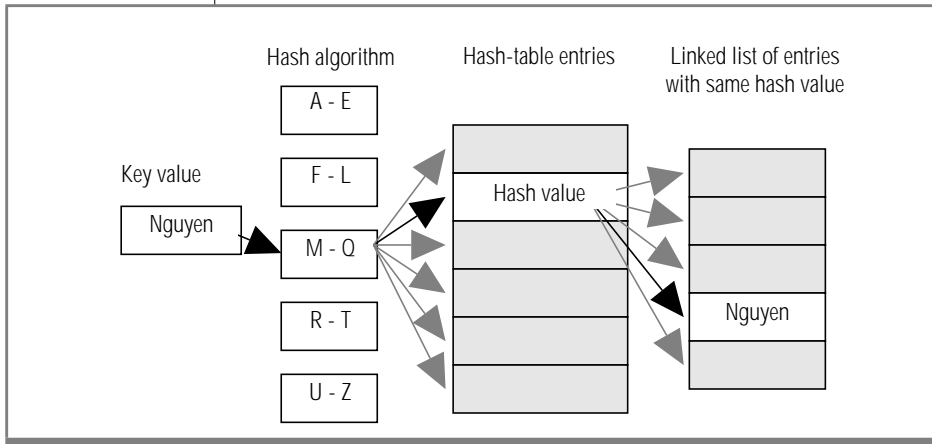 Hash algorithm
Hash-table entries
Linked list of entries
with same hash value
Key value
Nguyen
A - E
F - L
M - Q
R - T
U - Z
Hash value
Nguyen